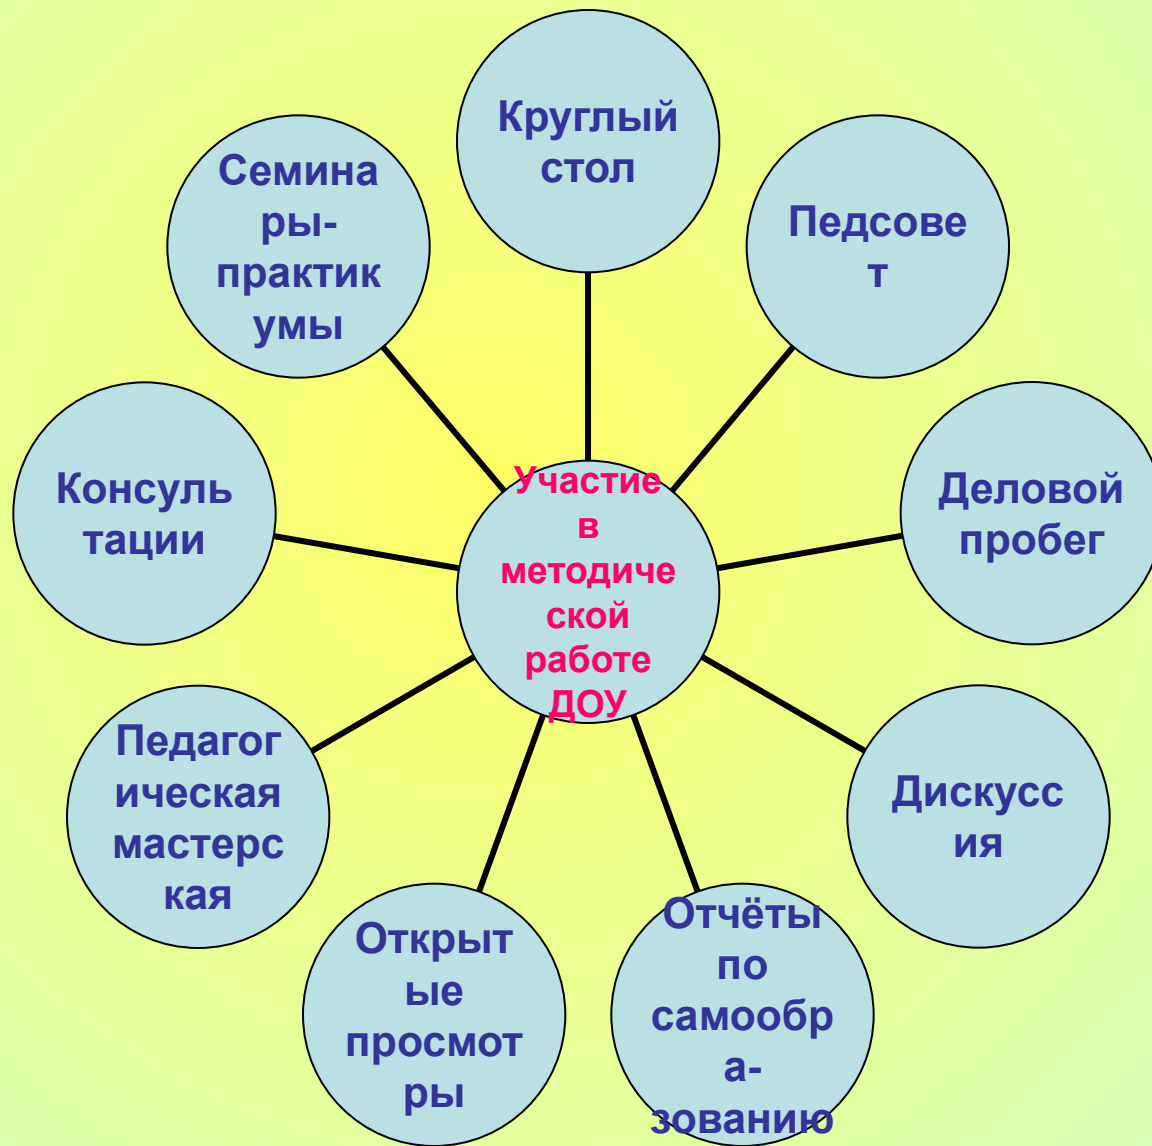 Круглый
стол
Педсове
т
Деловой
пробег
Дискусс
ия
Отчёты
по
самообр
а-
зованию
Открыт
ые
просмот
ры
Педагог
ическая
мастерс
кая
Консуль
тации
Семина
ры-
практик
умы
Участие
в
методиче
ской
работе
ДОУ